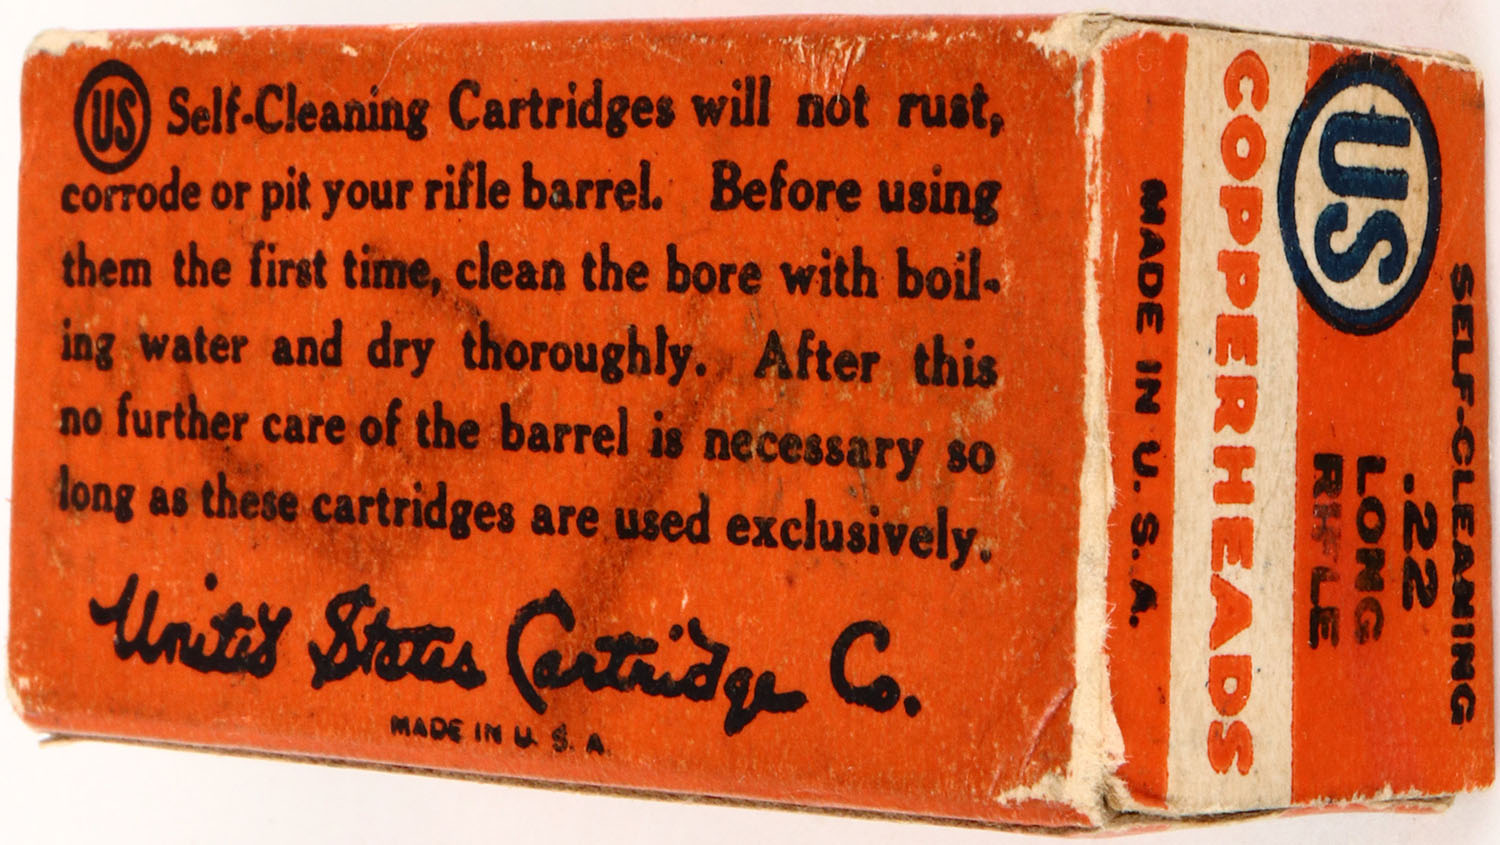 US Self-Cleaning Cartridges will not rust,
corrode or pit your rifle barrel. Before using
them the first time, clean the bore with boil-
ing water and dry thoroughly. After this
no further care of the barrel is necessary so
long as these cartridges are used exclusively.
United States Cartridge Co.
MADE IN U. S. A.
SELF-CLEANING
US
.22
LONG
RIFLE
COPPERHEADS
MADE IN U. S. A.